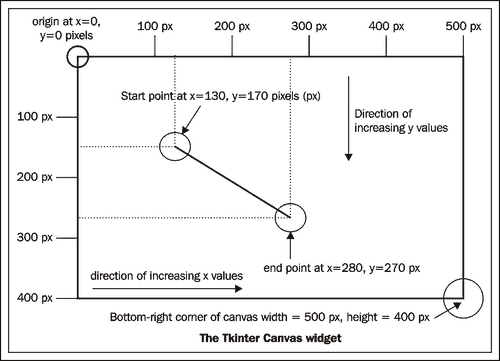 origin at x=0,
y=0 pixels
100 px
200 px
300 px
400 px
500 px
Start point at x=130, y=170 pixels (px)
Direction of
increasing y values
100 px
200 px
300 px
400 px
end point at x=280, y=270 px
direction of increasing x values
Bottom-right corner of canvas width = 500 px, height = 400 px
The Tkinter Canvas widget